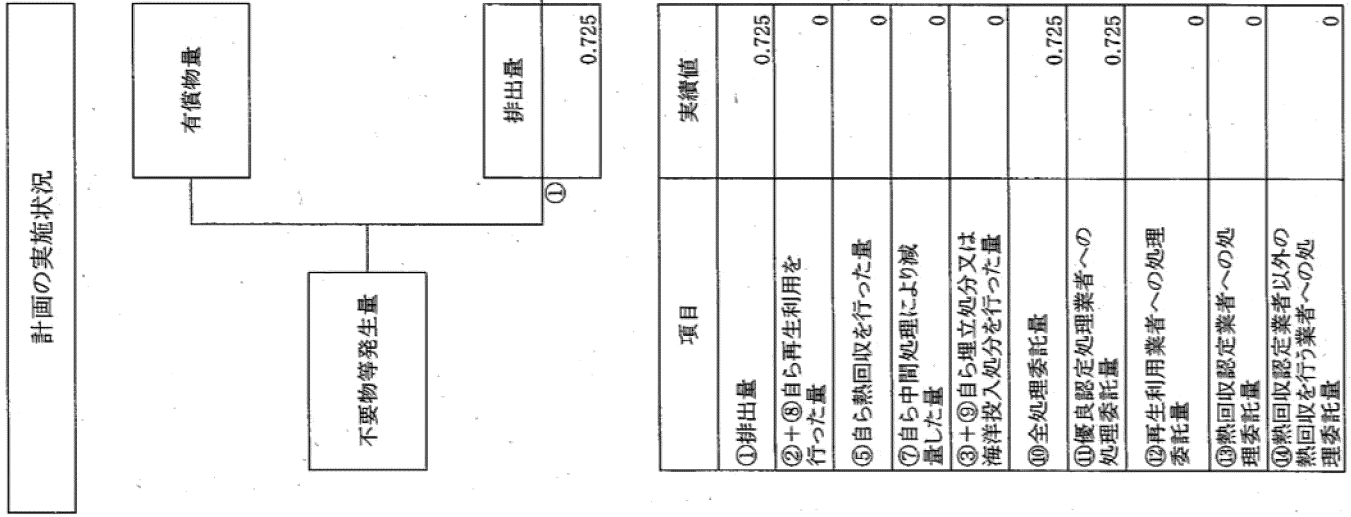 計画の実施状況
有償物量
不要物等発生量
排出量
①
0.725
項目
実績値
①排出量
0.725
②+⑧自ら再生利用を
行った量
0
⑤自ら熱回収を行った量
0
⑦自ら中間処理により減
量した量
0
③+⑨自ら埋立処分又は
海洋投入処分を行った量
0
⑩全処理委託量
0.725
⑪優良認定処理業者への
処理委託量
0.725
⑫再生利用業者への処理
委託量
0
⑬熱回収認定業者への処
理委託量
0
⑭熱回収認定業者以外の
熱回収を行う業者への処
理委託量
0